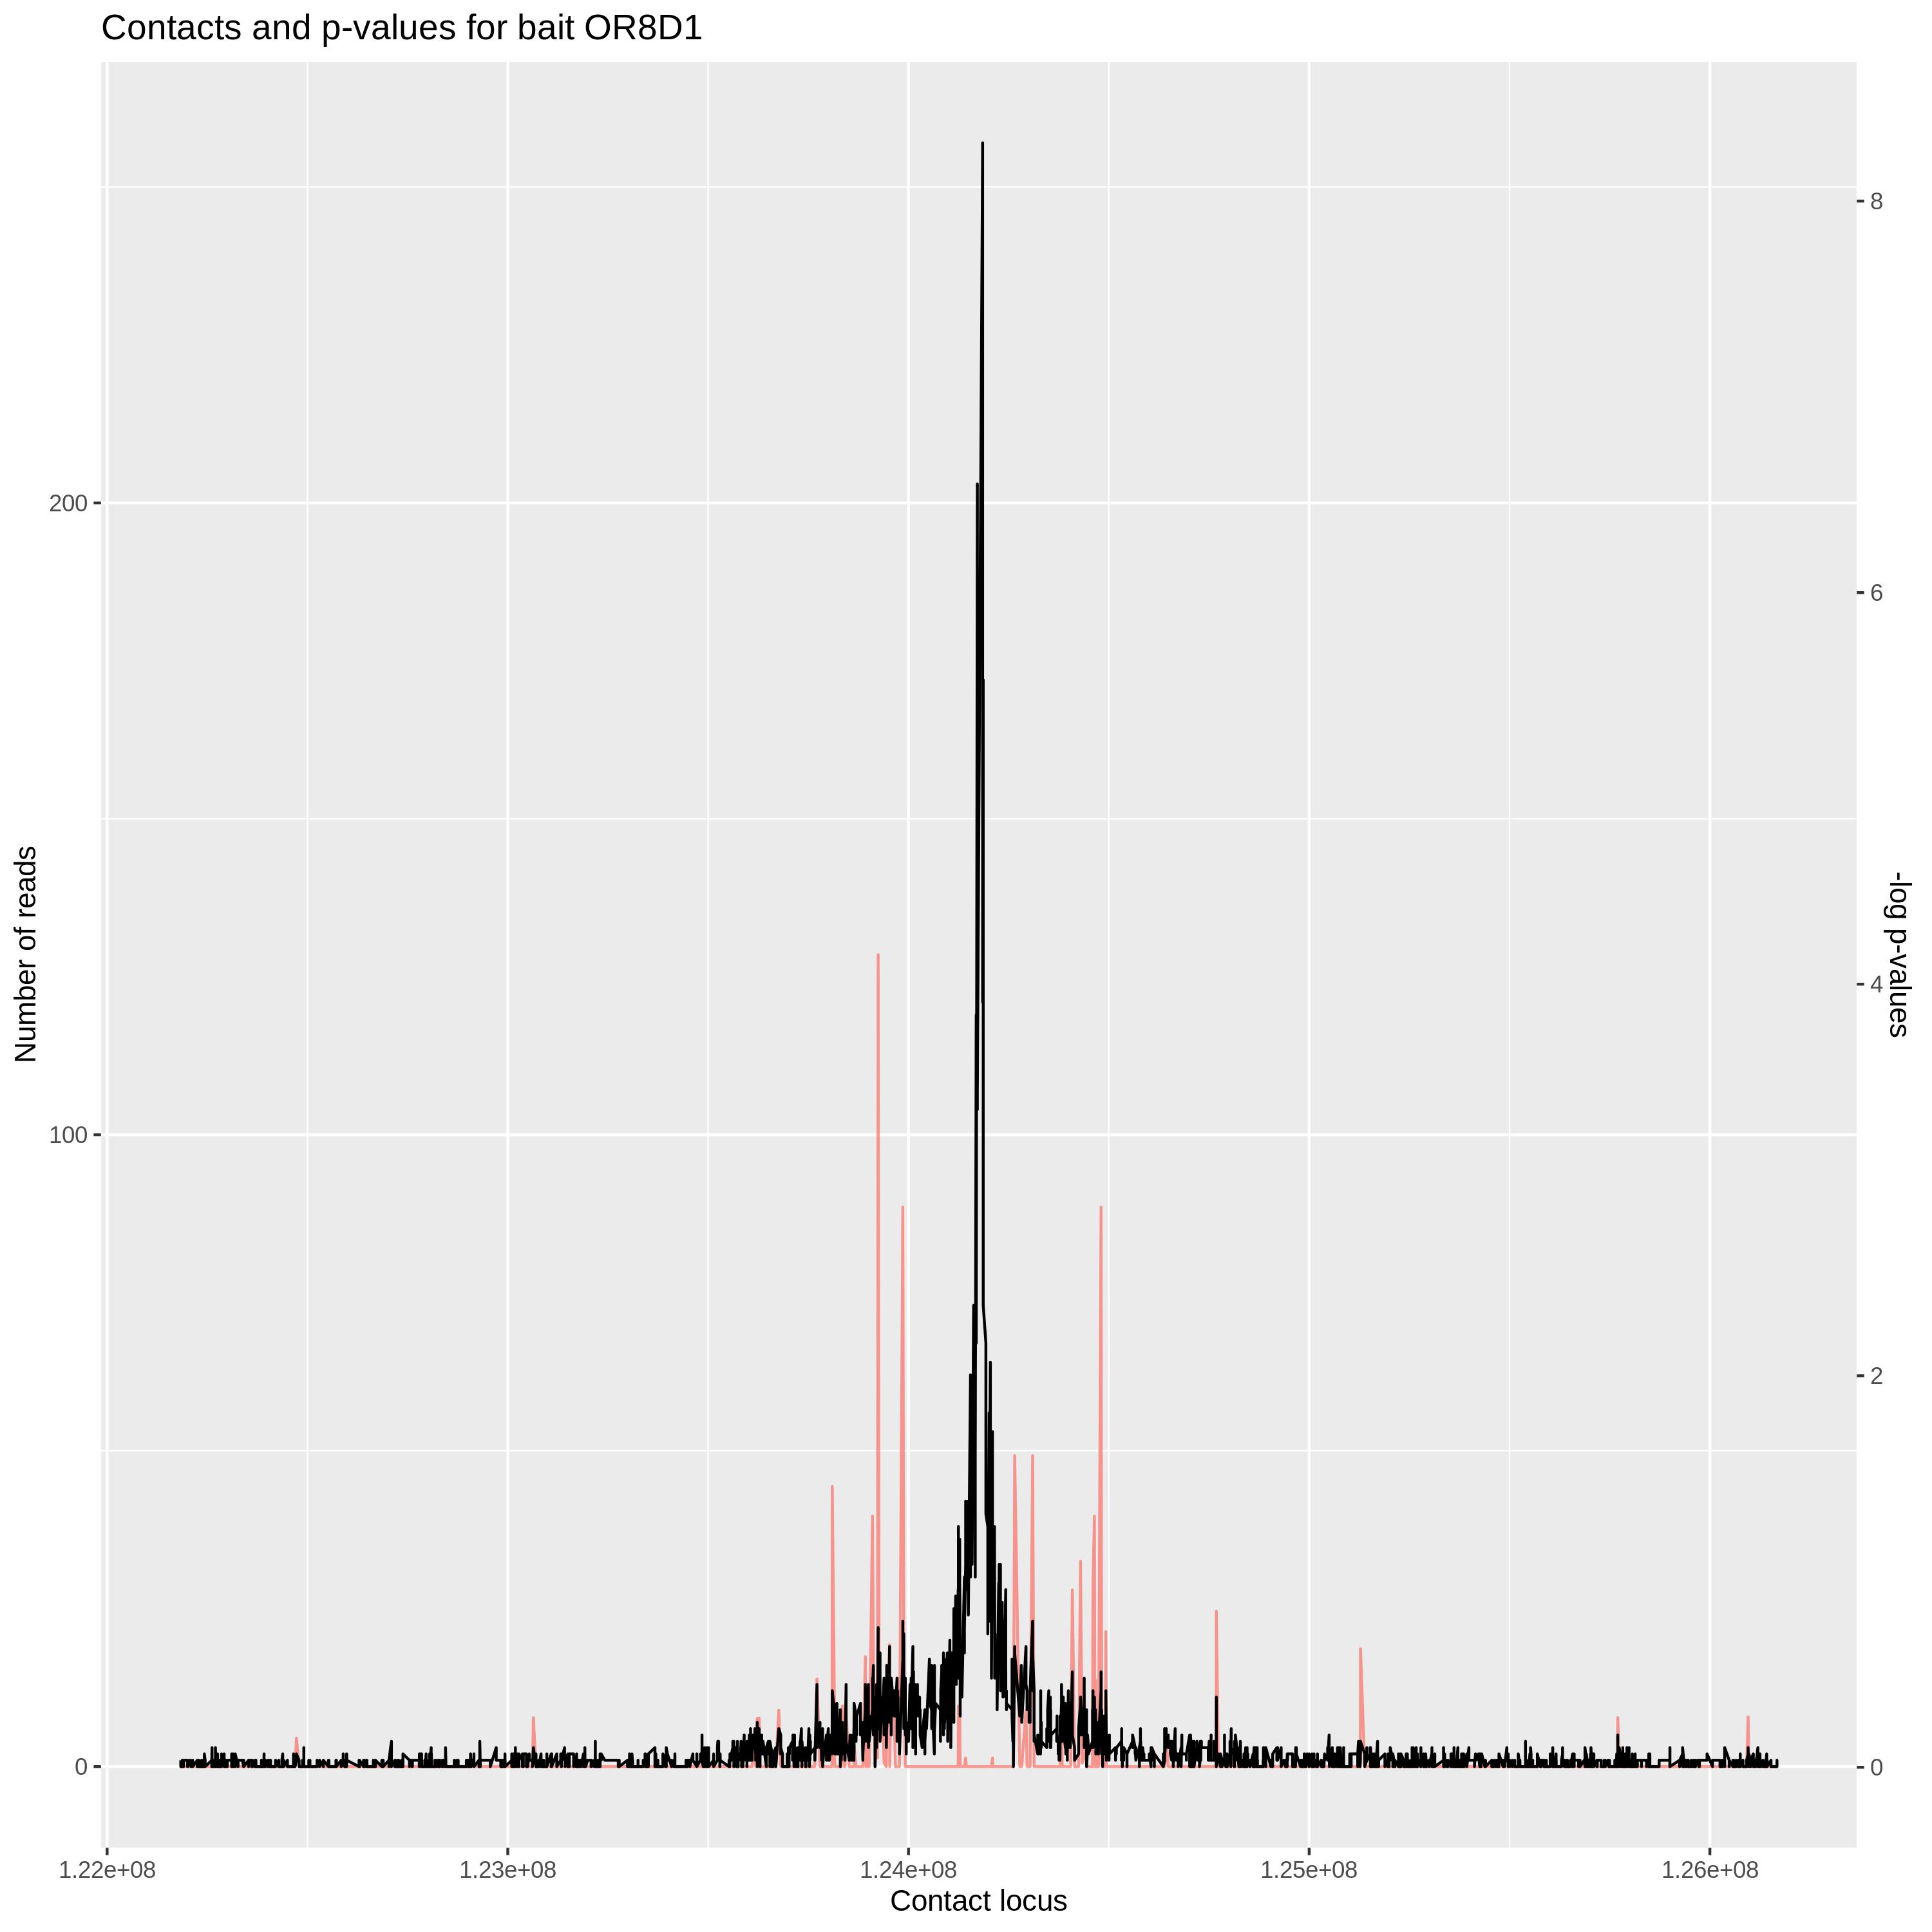 Contacts and p-values for bait OR8D1
8
200
6
Number of reads
-log p-values
4
100
2
0
0
1.22e+08 1.23e+08 1.24e+08 1.25e+08 1.26e+08
Contact locus